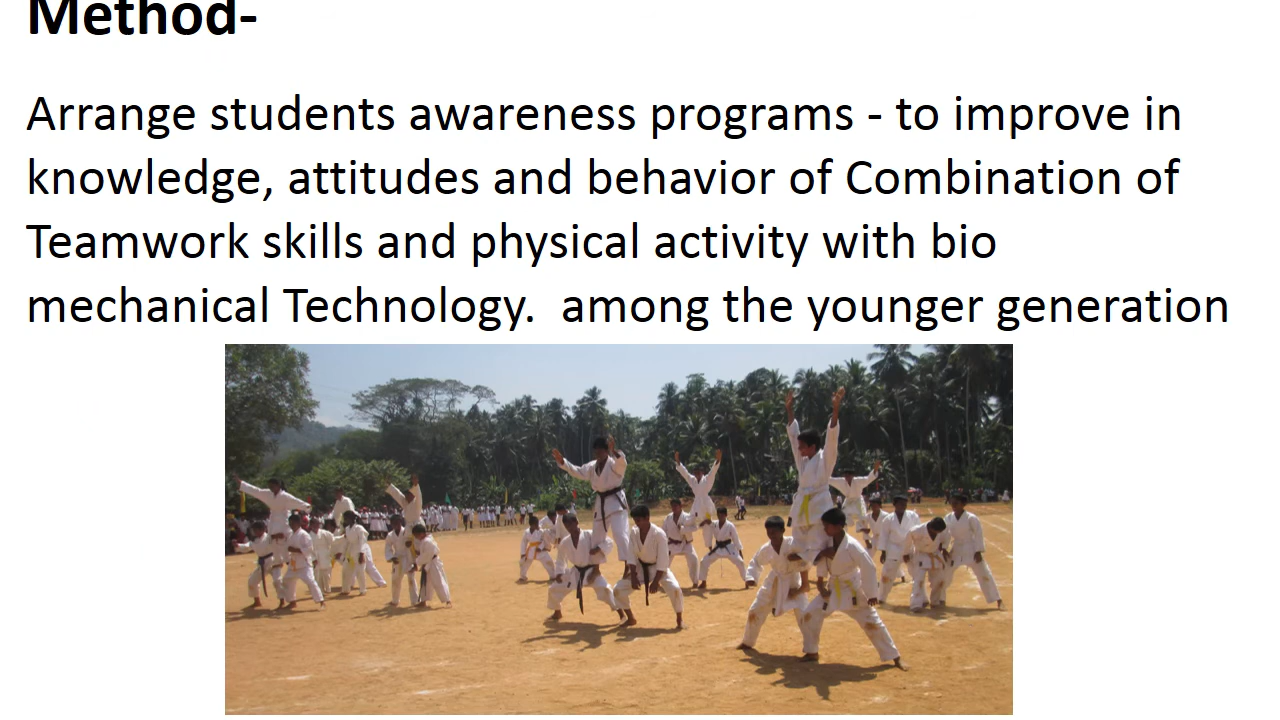 Method-
Arrange students awareness programs - to improve in
knowledge, attitudes and behavior of Combination of
Teamwork skills and physical activity with bio
mechanical Technology.  among the younger generation